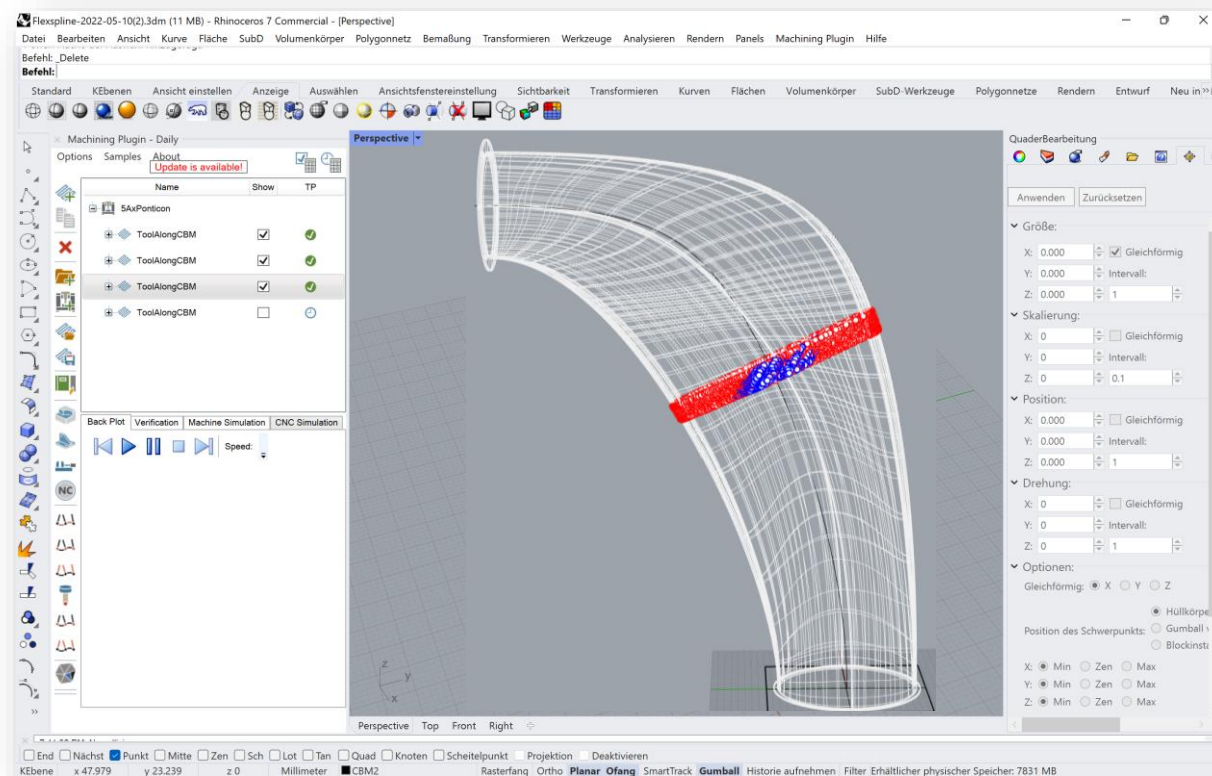 Flexspline-2022-05-10(2).3dm (11 MB) - Rhinoceros 7 Commercial - [Perspective]
Datei Bearbeiten Ansicht Kurve Fläche SubD Volumenkörper Polygonnetz Bemaßung Transformieren Werkzeuge Analysieren Rendern Panels Machining Plugin Hilfe
Befehl: _Delete
Befehl:
Standard KEbenen Ansicht einstellen Anzeige Auswählen Ansichtsfenstereinstellung Sichtbarkeit Transformieren Kurven Flächen Volumenkörper SubD-Werkzeuge Polygonnetze Rendern Entwurf Neu in
Machining Plugin - Daily
Options Samples About
Update is available!
Name Show TP
5AxPonticon
ToolAlongCBM
ToolAlongCBM
ToolAlongCBM
ToolAlongCBM
Back Plot Verification Machine Simulation CNC Simulation
Speed:
NC
Perspective
z
y
x
Perspective Top Front Right
QuaderBearbeitung
Anwenden Zurücksetzen
Größe:
X: 0.000 Gleichförmig
Y: 0.000 Intervall:
Z: 0.000 1
Skalierung:
X: 0 Gleichförmig
Y: 0 Intervall:
Z: 0 0.1
Position:
X: 0.000 Gleichförmig
Y: 0.000 Intervall:
Z: 0.000 1
Drehung:
X: 0 Gleichförmig
Y: 0 Intervall:
Z: 0 1
Optionen:
Gleichförmig: X Y Z
Hüllkörpe
Position des Schwerpunkts: Gumball
Blockinsta
X: Min Zen Max
Y: Min Zen Max
Z: Min Zen Max
End Nächst Punkt Mitte Zen Sch Lot Tan Quad Knoten Scheitelpunkt Projektion Deaktivieren
KEbene x 47.979 y 23.239 z 0 Millimeter CBM2 Rasterfang Ortho Planar Ofang SmartTrack Gumball Historie aufnehmen Filter Erhältlicher physischer Speicher: 7831 MB